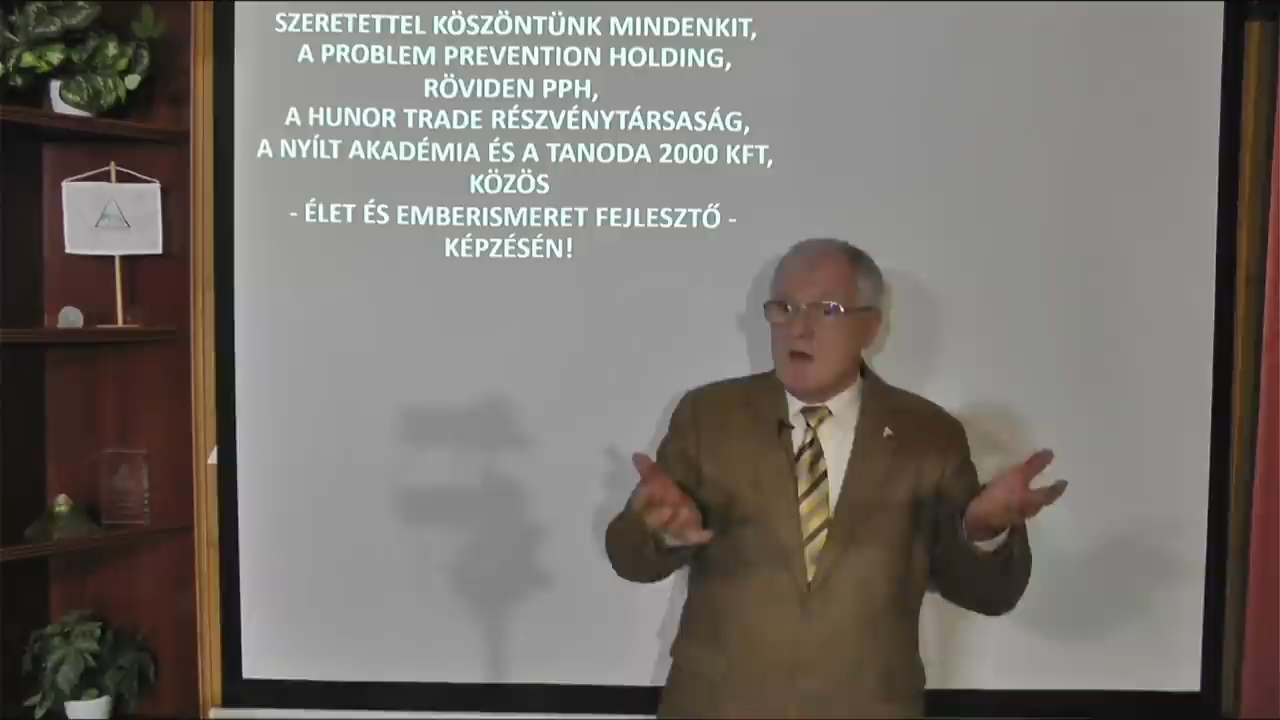 SZERETETTEL KÖSZÖNTÜNK MINDENKIT,
A PROBLEM PREVENTION HOLDING,
RÖVIDEN PPH,
A HUNOR TRADE RÉSZVÉNYTÁRSASÁG,
A NYÍLT AKADÉMIA ÉS A TANODA 2000 KFT,
KÖZÖS
- ÉLET ÉS EMBERISMERET FEJLESZTŐ -
KÉPZÉSÉN!